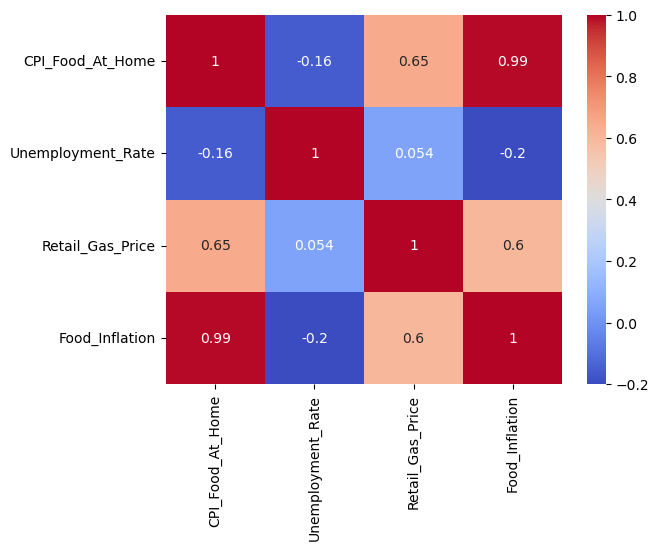 1.0
CPI_Food_At_Home 1 -0.16 0.65 0.99
0.8
Unemployment_Rate -0.16 1 0.054 -0.2
0.6
0.4
Retail_Gas_Price 0.65 0.054 1 0.6
0.2
0.0
Food_Inflation 0.99 -0.2 0.6 1
−0.2
CPI_Food_At_Home
Unemployment_Rate
Retail_Gas_Price
Food_Inflation